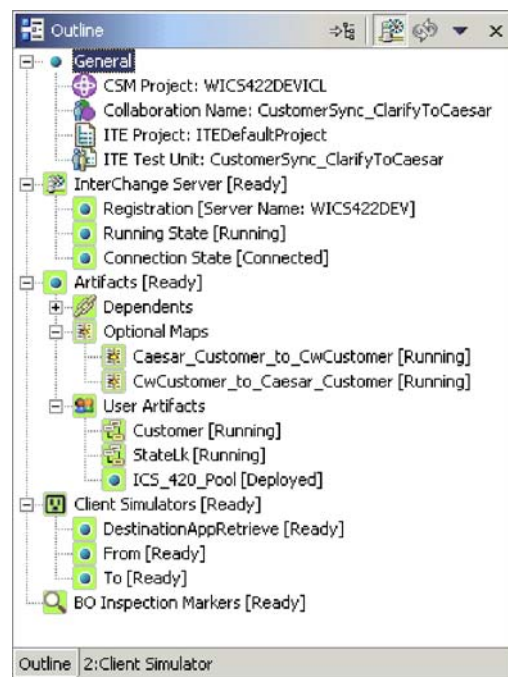 Outline
General
CSM Project: WICS422DEVICL
Collaboration Name: CustomerSync_ClarifyToCaesar
ITE Project: ITEDefaultProject
ITE Test Unit: CustomerSync_ClarifyToCaesar
InterChange Server [Ready]
Registration [Server Name: WICS422DEV]
Running State [Running]
Connection State [Connected]
Artifacts [Ready]
Dependents
Optional Maps
Caesar_Customer_to_CwCustomer [Running]
CwCustomer_to_Caesar_Customer [Running]
User Artifacts
Customer [Running]
StateLk [Running]
ICS_420_Pool [Deployed]
Client Simulators [Ready]
DestinationAppRetrieve [Ready]
From [Ready]
To [Ready]
BO Inspection Markers [Ready]
Outline 2:Client Simulator